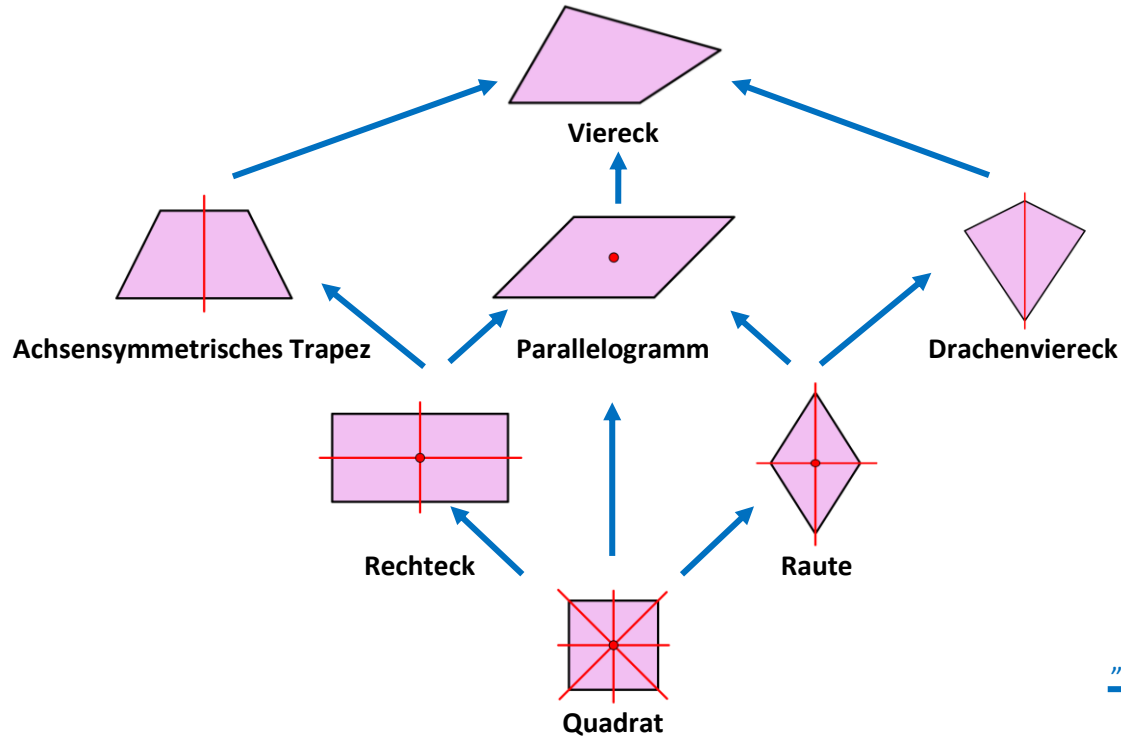 Viereck
Achsensymmetrisches Trapez
Parallelogramm
Drachenviereck
Rechteck
Raute
Quadrat
”